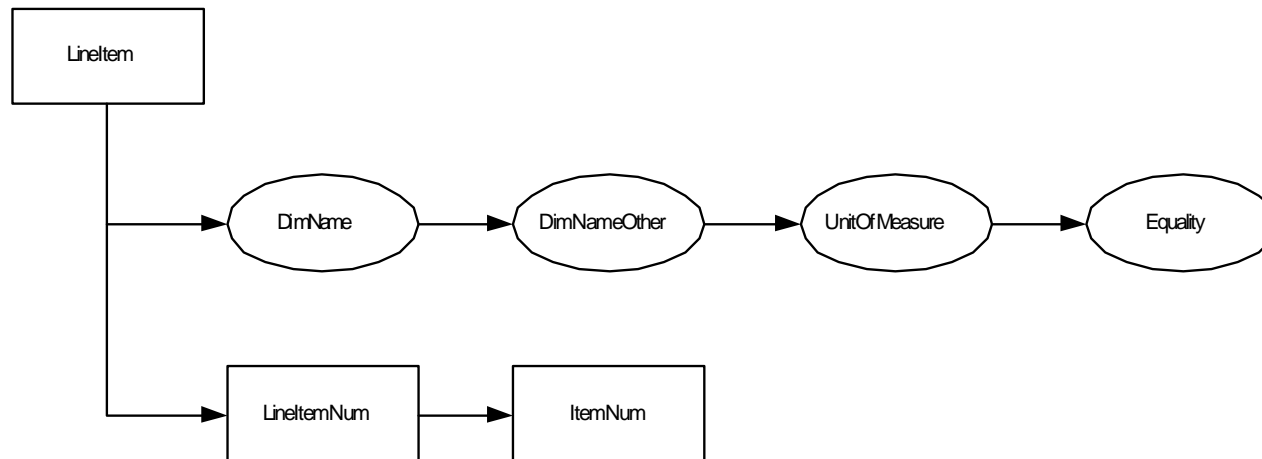 LineItem
DimName
DimNameOther
UnitOfMeasure
Equality
LineItemNum
ItemNum